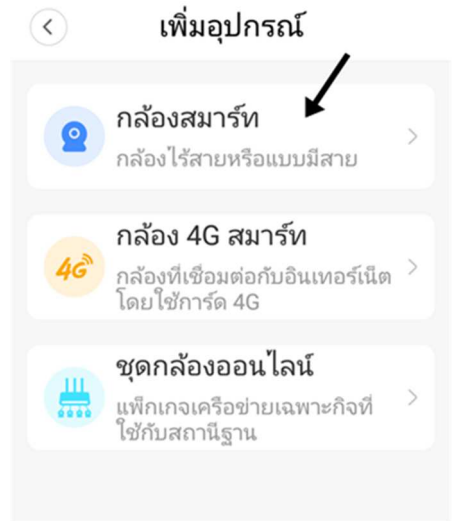 เพิ่มอุปกรณ์
กล้องสมาร์ท
กล้องไร้สายหรือแบบมีสาย
กล้อง 4G สมาร์ท
4G
กล้องที่เชื่อมต่อกับอินเทอร์เน็ต
โดยใช้การ์ด 4G
ชุดกล้องออนไลน์
แพ็กเกจเครือข่ายเฉพาะกิจที่
ใช้กับสถานีฐาน